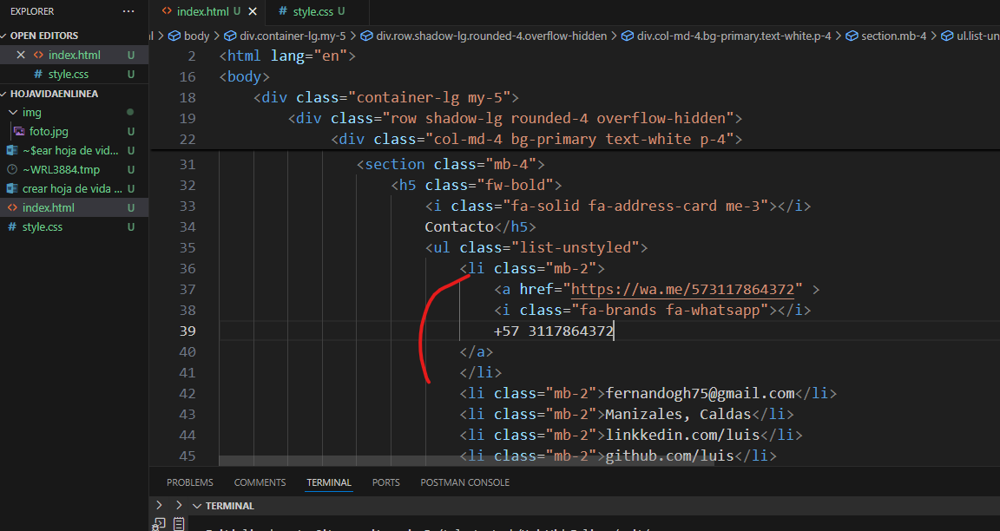 EXPLORER ...
OPEN EDITORS
index.html U
# style.css U
HOJAVIDAENLINEA
img
foto.jpg U
~$ear hoja de vid... U
~WRL3884.tmp U
crear hoja de vida ... U
<> index.html U
# style.css U
<> index.html U
# style.css U
body > div.container-lg.my-5 > div.row.shadow-lg.rounded-4.overflow-hidden > div.col-md-4.bg-primary.text-white.p-4 > section.mb-4 > ul.list-un
2 <html lang="en">
16 <body>
18 <div class="container-lg my-5">
19 <div class="row shadow-lg rounded-4 overflow-hidden">
22 <div class="col-md-4 bg-primary text-white p-4">
31 <section class="mb-4">
32 <h5 class="fw-bold">
33 <i class="fa-solid fa-address-card me-3"></i>
34 Contacto</h5>
35 <ul class="list-unstyled">
36 <li class="mb-2">
37 <a href="https://wa.me/573117864372" >
38 <i class="fa-brands fa-whatsapp"></i>
39 +57 3117864372
40 </a>
41 </li>
42 <li class="mb-2">fernandogh75@gmail.com</li>
43 <li class="mb-2">Manizales, Caldas</li>
44 <li class="mb-2">linkkedin.com/luis</li>
45 <li class="mb-2">github.com/luis</li>
PROBLEMS COMMENTS TERMINAL PORTS POSTMAN CONSOLE
TERMINAL